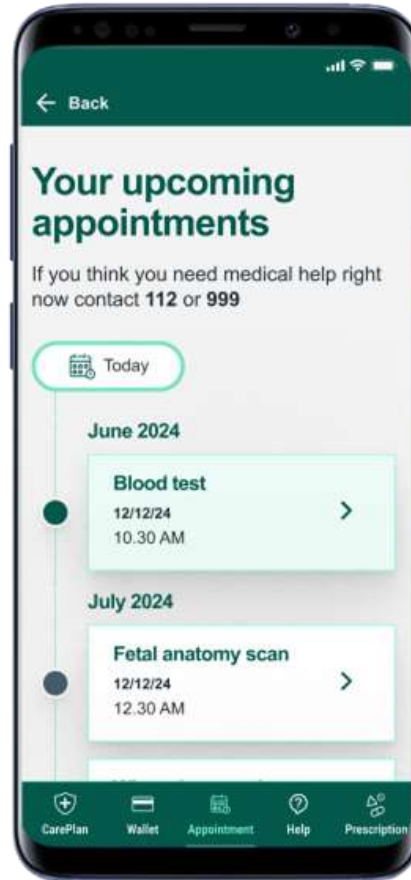 Back
Your upcoming
appointments
If you think you need medical help right
now contact 112 or 999
Today
June 2024
Blood test
12/12/24
10.30 AM
July 2024
Fetal anatomy scan
12/12/24
12.30 AM
CarePlan Wallet Appointment Help Prescription